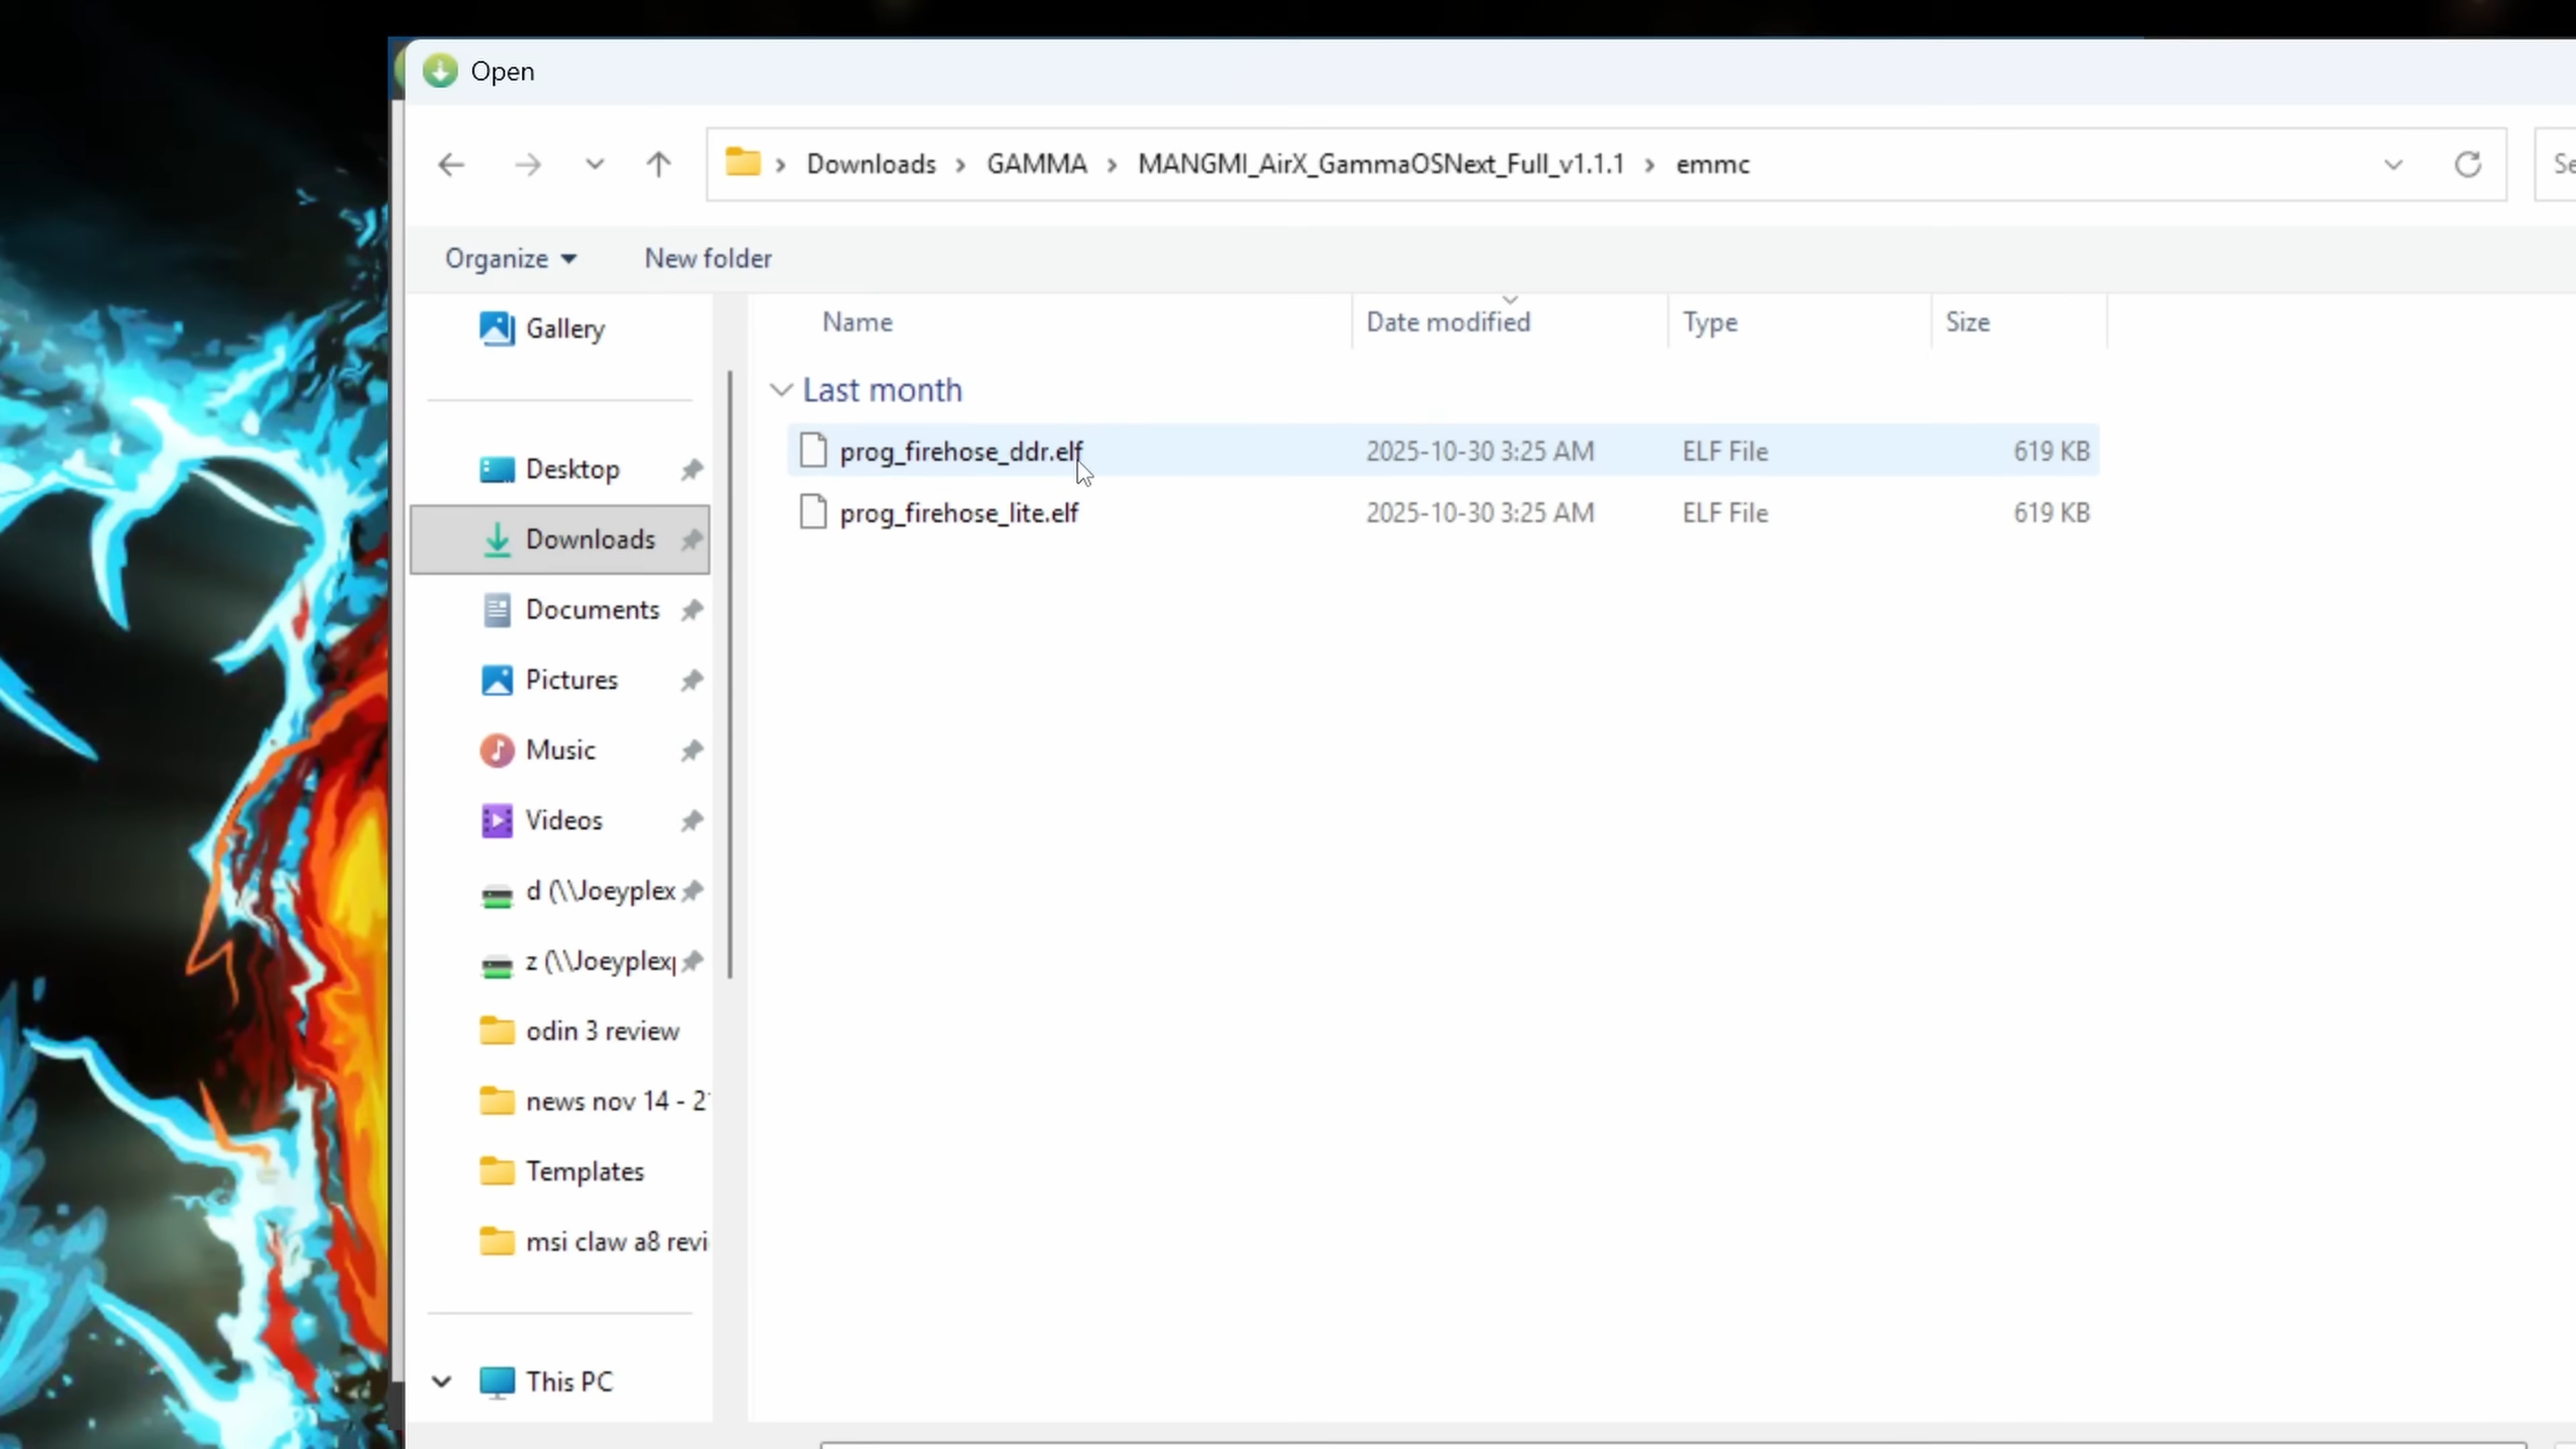 Open
Downloads > GAMMA > MANGMI_AirX_GammaOSNext_Full_v1.1.1 > emmc
Se
Organize New folder
Name Date modified Type Size
Last month
prog_firehose_ddr.elf 2025-10-30 3:25 AM ELF File 619 KB
prog_firehose_lite.elf 2025-10-30 3:25 AM ELF File 619 KB
Gallery
Desktop
Downloads
Documents
Pictures
Music
Videos
d (\\Joeyplex
z (\\Joeyplex
odin 3 review
news nov 14 - 2
Templates
msi claw a8 revi
This PC